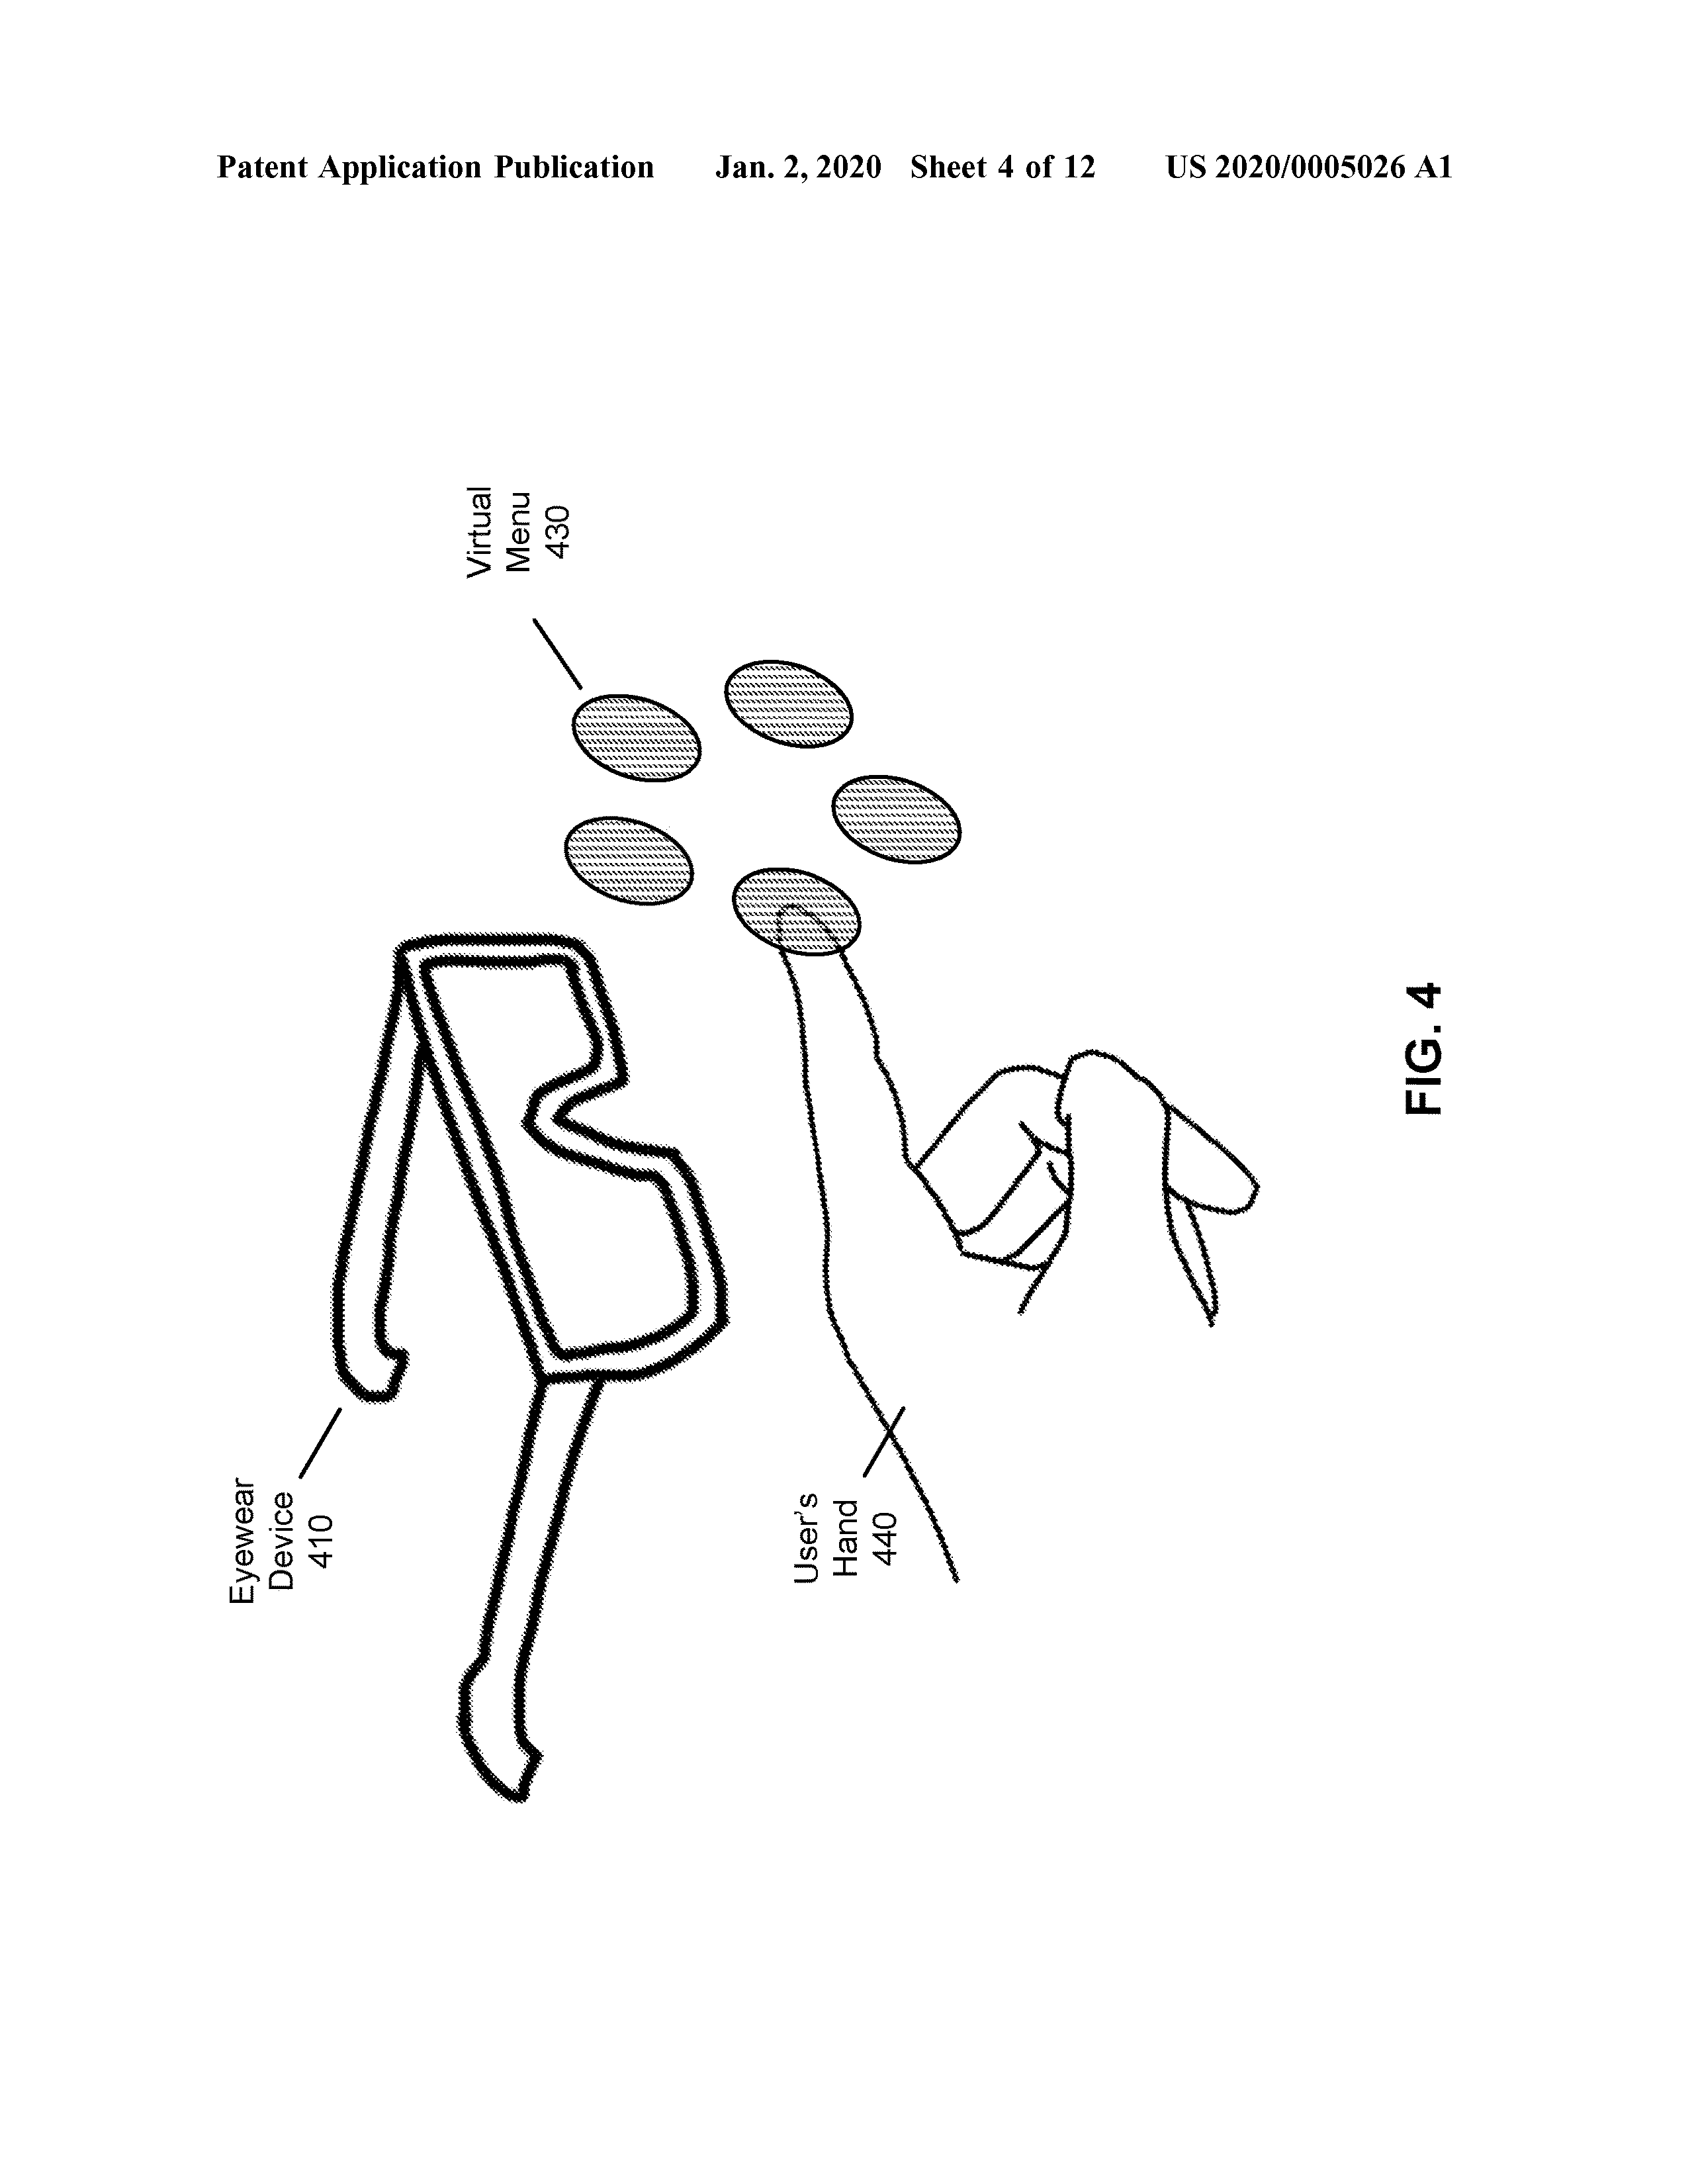 Patent Application Publication Jan. 2, 2020 Sheet 4 of 12 US 2020/0005026 A1
Eyewear
Device
410
Virtual
Menu
430
User's
Hand
440
FIG. 4